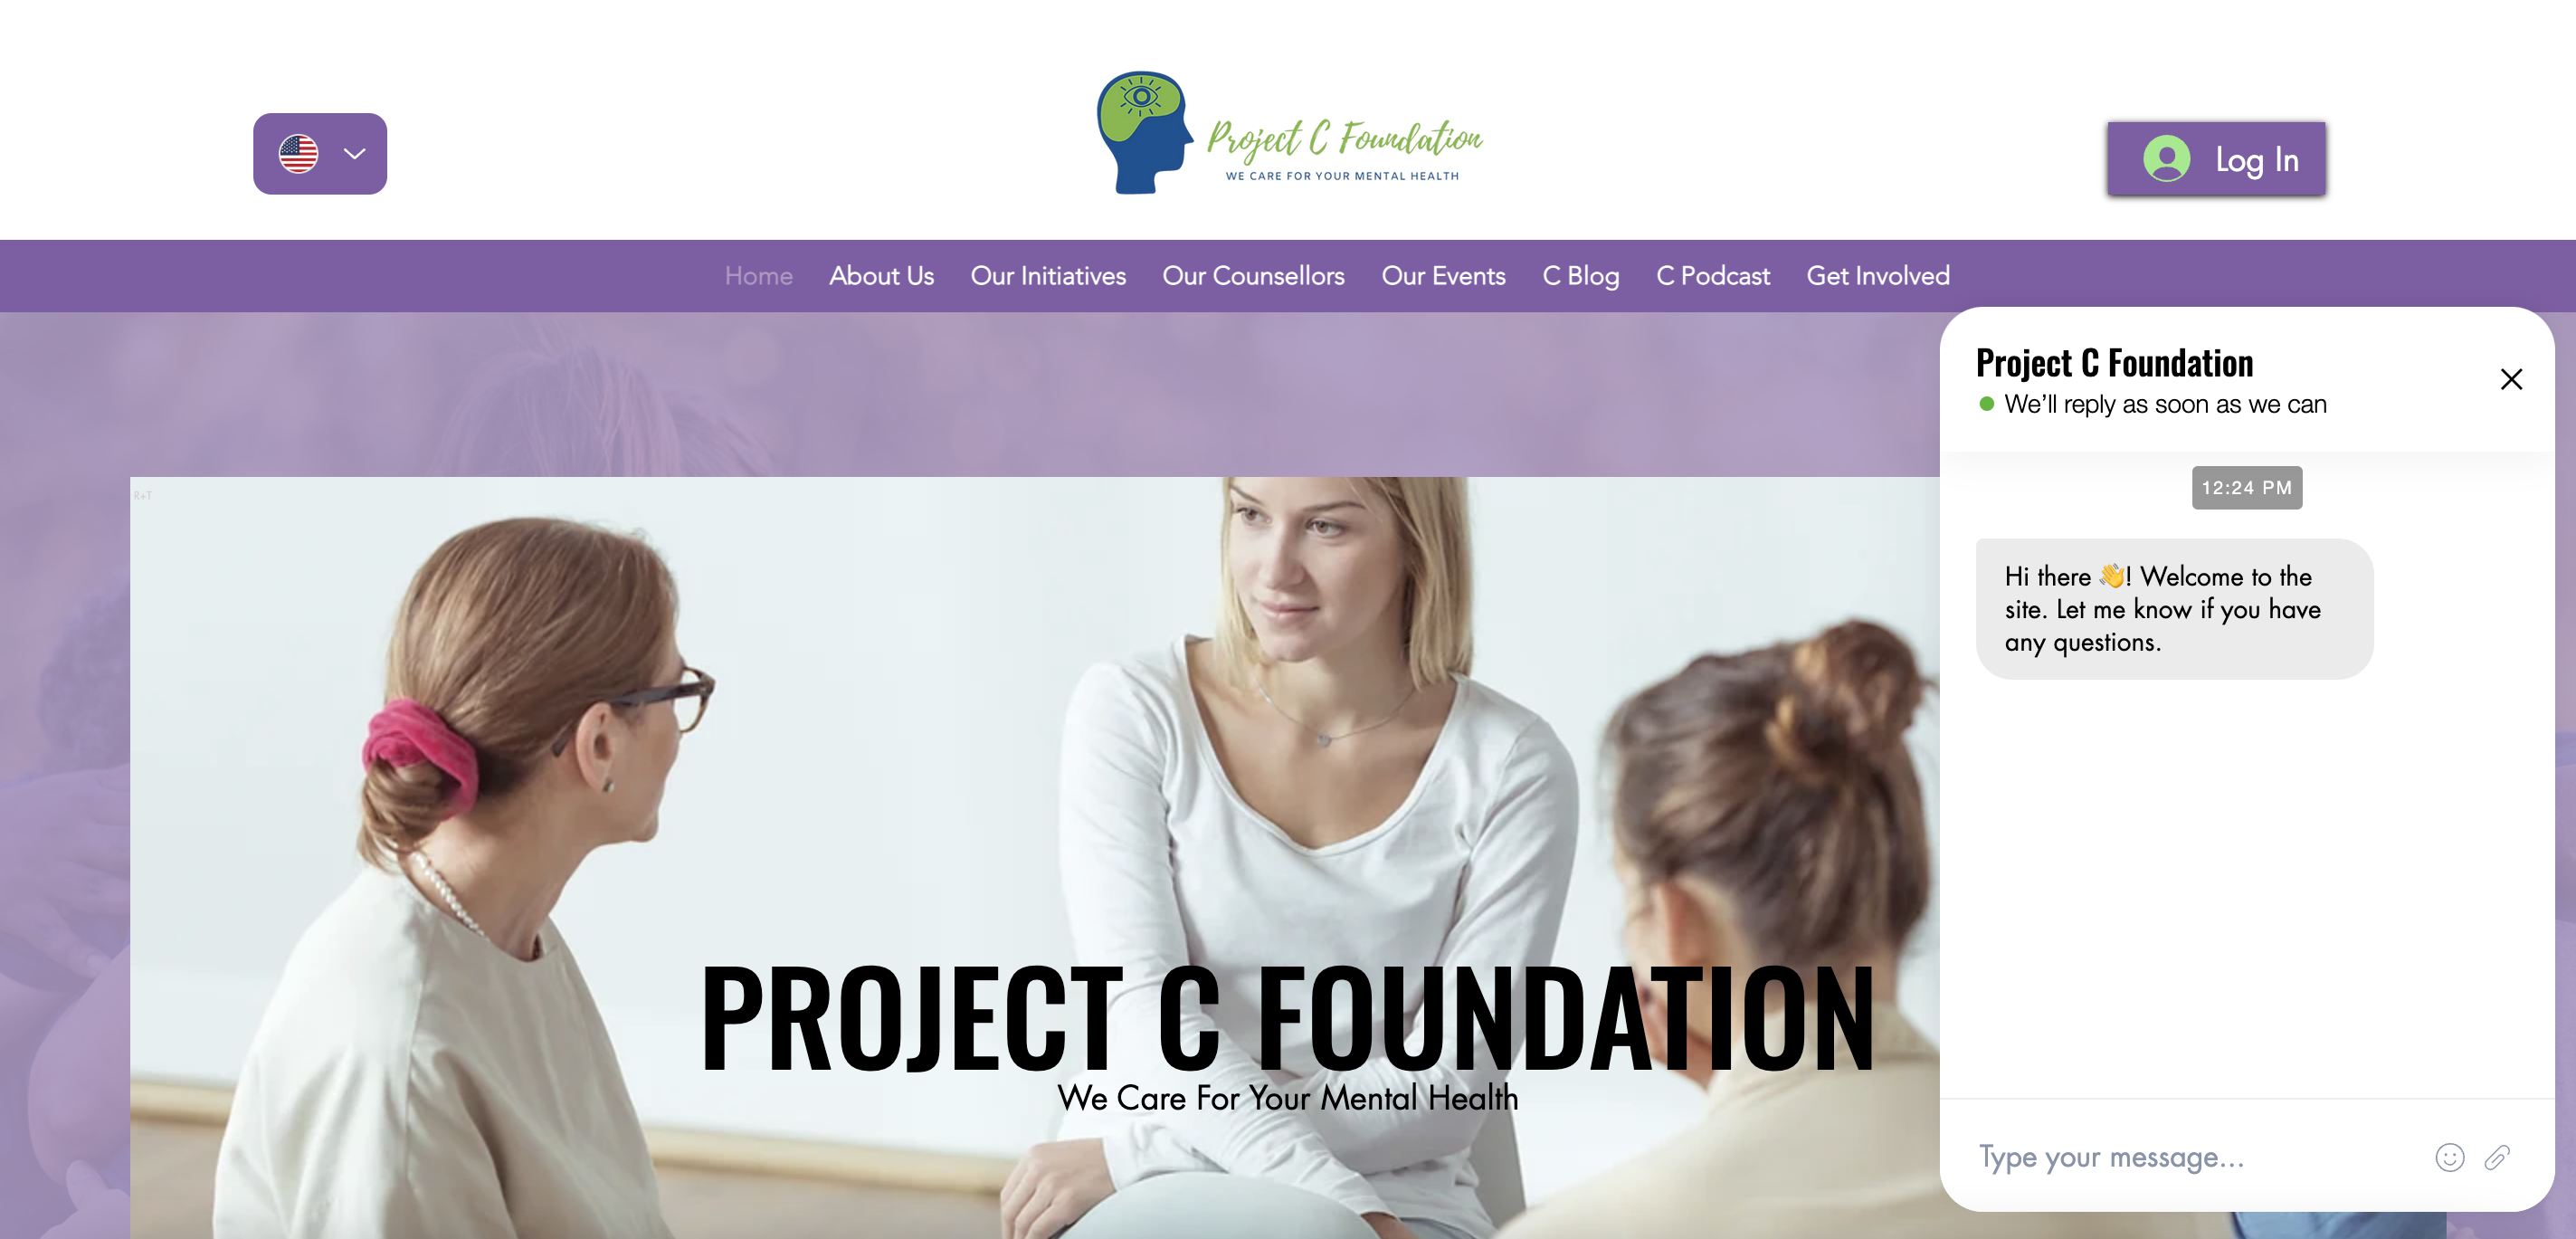 Project C Foundation
WE CARE FOR YOUR MENTAL HEALTH
Log In
Home About Us Our Initiatives Our Counsellors Our Events C Blog C Podcast Get Involved
Project C Foundation
We'll reply as soon as we can
12:24 PM
Hi there 👋! Welcome to the
site. Let me know if you have
any questions.
R+T
PROJECT C FOUNDATION
We Care For Your Mental Health
Type your message...